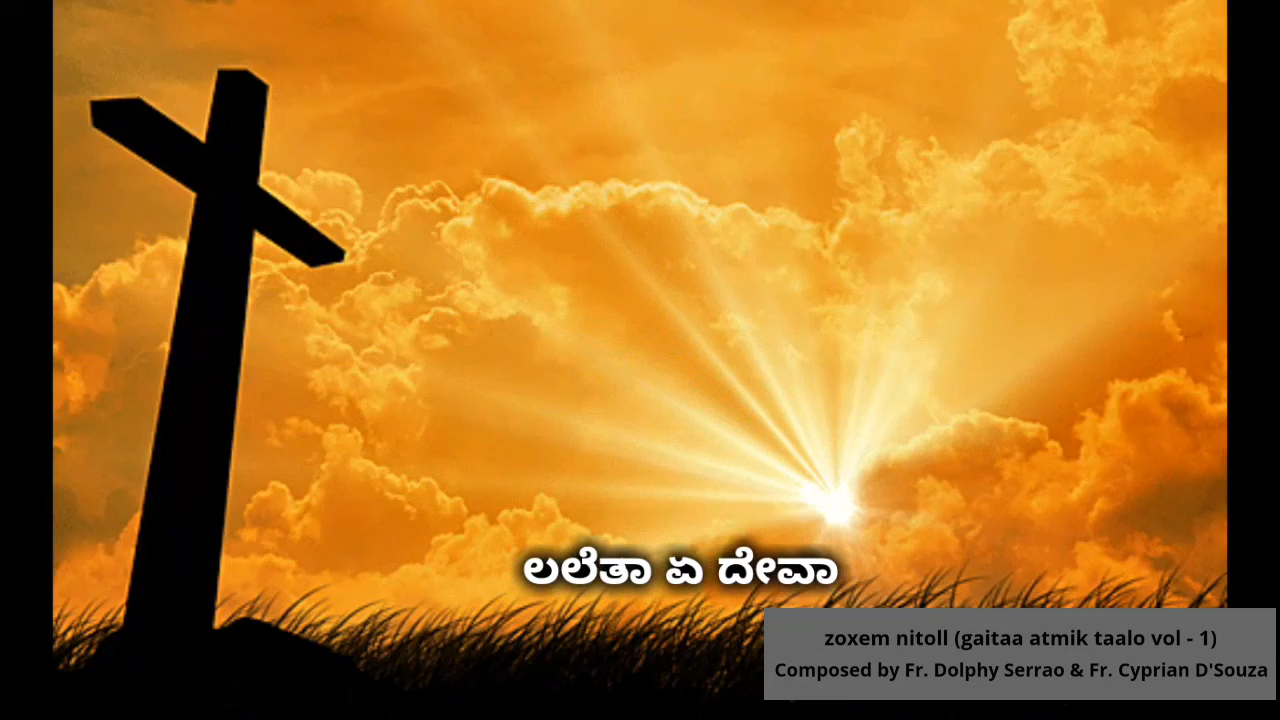 ಲಲೆತಾ ಏ ದೇವಾ
zoxem nitoll (gaitaa atmik taalo vol - 1)
Composed by Fr. Dolphy Serrao & Fr. Cyprian D'Souza